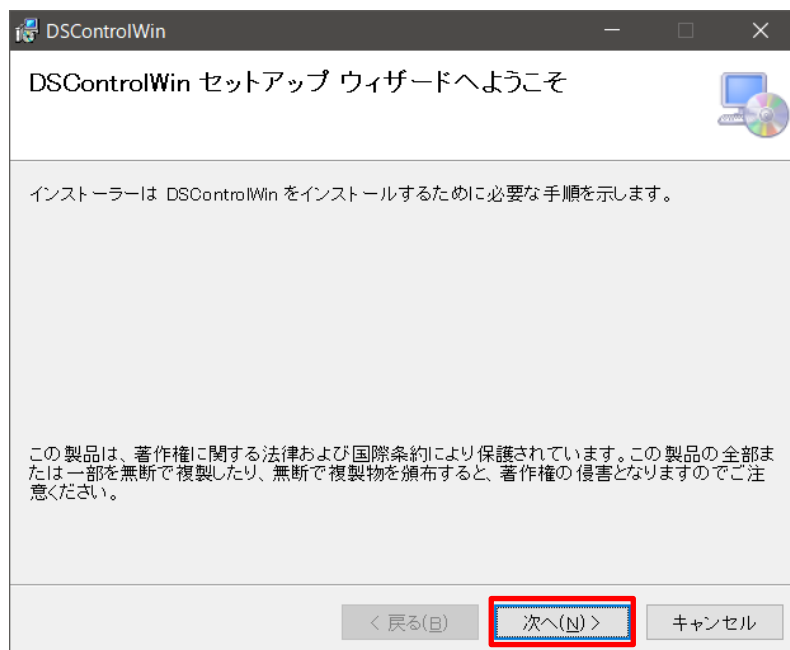 DSControlWin
DSControlWin セットアップ ウィザードへようこそ
インストーラーは DSControlWin をインストールするために必要な手順を示します。
この製品は、著作権に関する法律および国際条約により保護されています。この製品の全部ま
たは一部を無断で複製したり、無断で複製物を頒布すると、著作権の侵害となりますのでご注
意ください。
< 戻る(B) 次へ(N) > キャンセル